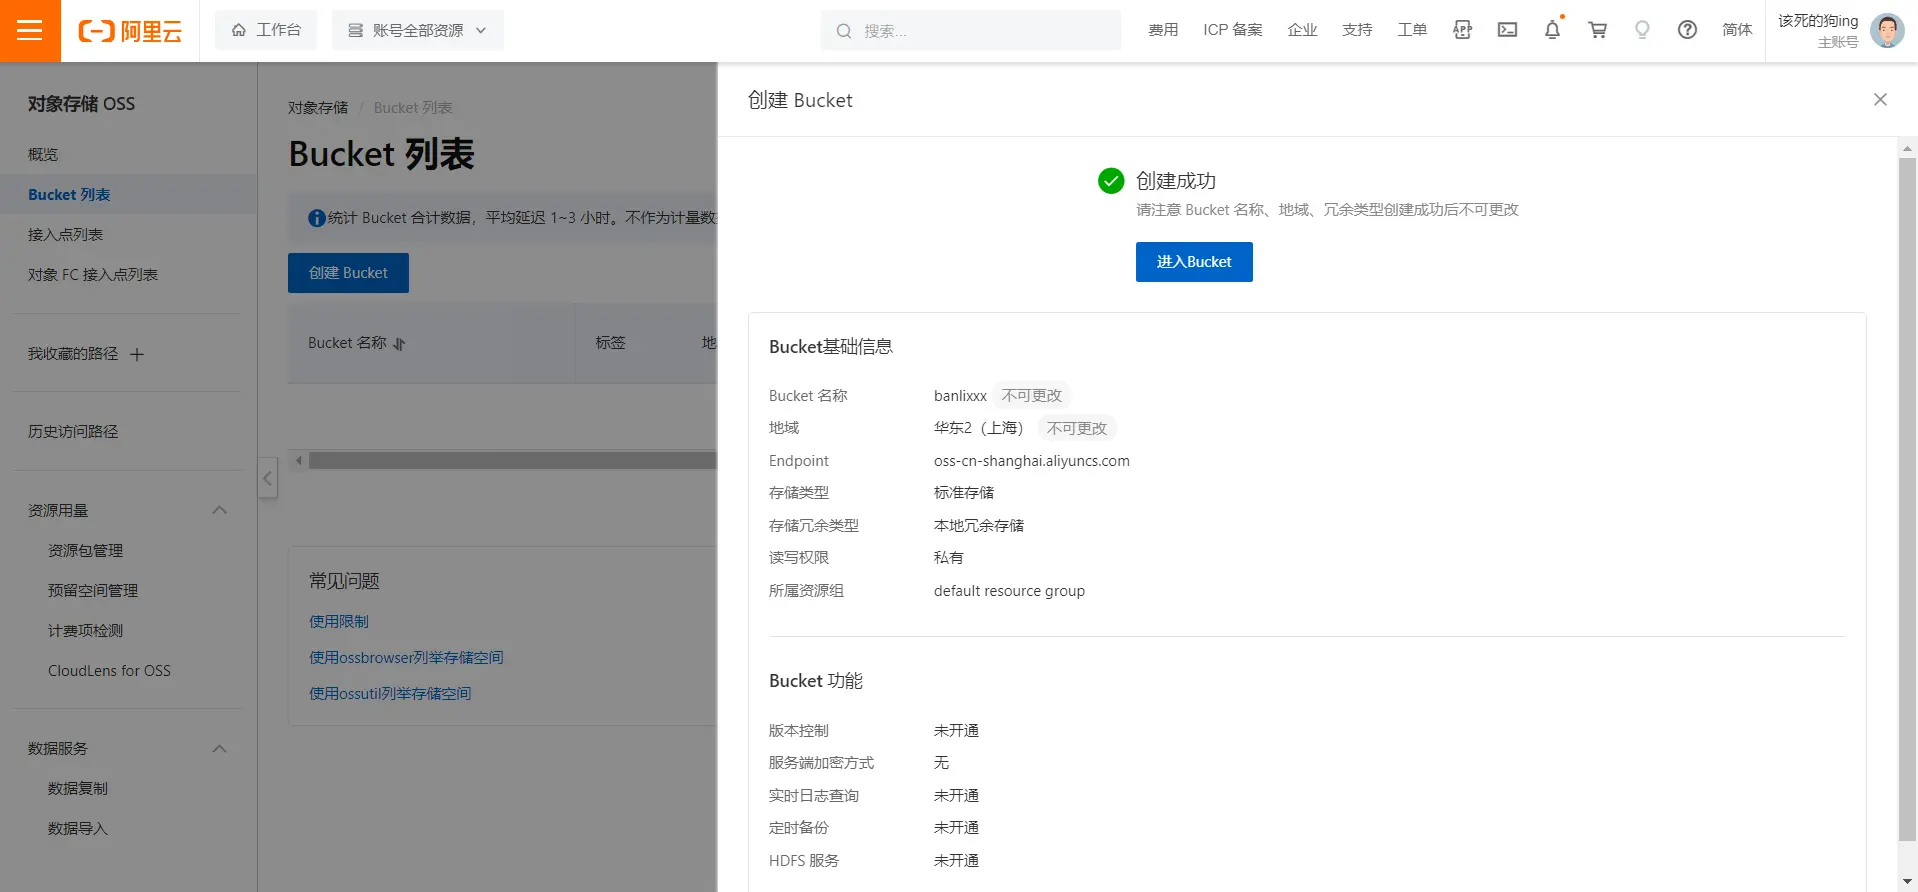 阿里云
工作台
账号全部资源
搜索...
费用
ICP 备案
企业
支持
工单
APP
简体
该死的狗ing
主账号
对象存储 OSS
概览
Bucket 列表
接入点列表
对象 FC 接入点列表
我收藏的路径
历史访问路径
资源用量
资源包管理
预留空间管理
计费项检测
CloudLens for OSS
数据服务
数据复制
数据导入
对象存储 / Bucket 列表
Bucket 列表
统计 Bucket 合计数据，平均延迟 1~3 小时。不作为计量数
创建 Bucket
Bucket 名称
标签
地
常见问题
使用限制
使用ossbrowser列举存储空间
使用ossutil列举存储空间
创建 Bucket
创建成功
请注意 Bucket 名称、地域、冗余类型创建成功后不可更改
进入Bucket
Bucket基础信息
Bucket 名称 banlixxx 不可更改
地域 华东2（上海） 不可更改
Endpoint oss-cn-shanghai.aliyuncs.com
存储类型 标准存储
存储冗余类型 本地冗余存储
读写权限 私有
所属资源组 default resource group
Bucket 功能
版本控制 未开通
服务端加密方式 无
实时日志查询 未开通
定时备份 未开通
HDFS 服务 未开通